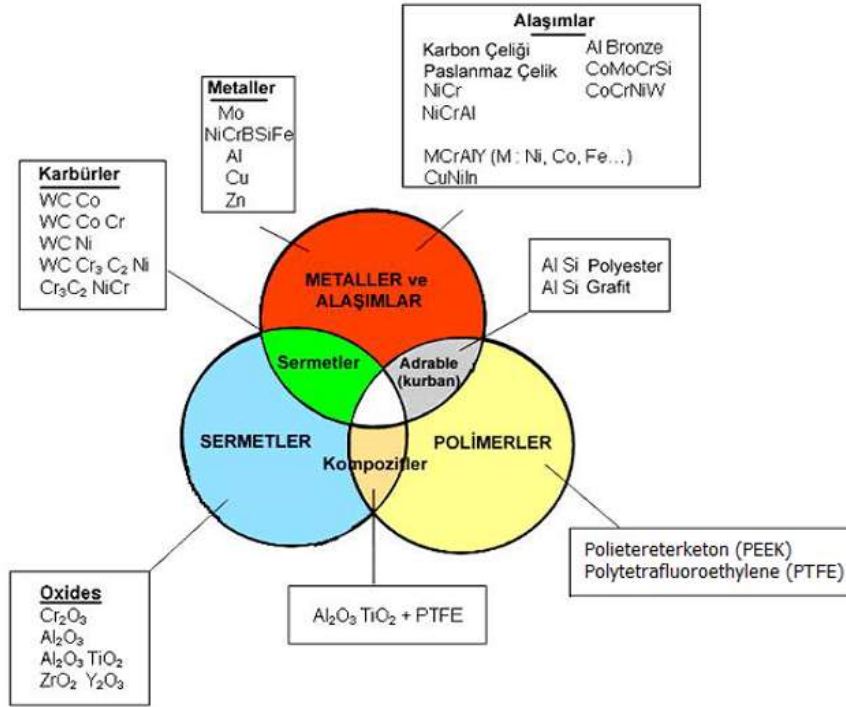 Alaşımlar
Karbon Çeliği Al Bronze
Paslanmaz Çelik CoMoCrSi
NiCr CoCrNiW
NiCrAl
MCrAlY (M : Ni, Co, Fe...)
CuNiIn
Metaller
Mo
NiCrBSiFe
Al
Cu
Zn
Karbürler
WC Co
WC Co Cr
WC Ni
WC Cr₃ C₂ Ni
Cr₃C₂ NiCr
Al Si Polyester
Al Si Grafit
METALLER ve
ALAŞIMLAR
Sermetler
Adrable
(kurban)
SERMETLER
POLİMERLER
Kompozitler
Polietereterketon (PEEK)
Polytetrafluoroethylene (PTFE)
Oxides
Cr₂O₃
Al₂O₃
Al₂O₃ TiO₂
ZrO₂ Y₂O₃
Al₂O₃ TiO₂ + PTFE